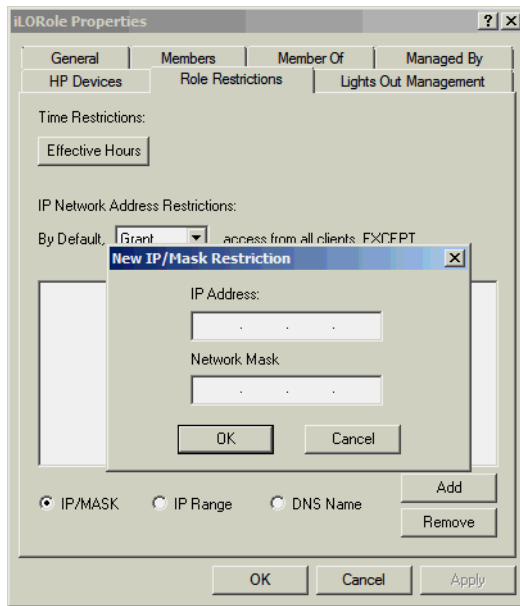 iLORole Properties
General Members Member Of Managed By
HP Devices Role Restrictions Lights Out Management
Time Restrictions:
Effective Hours
IP Network Address Restrictions:
By Default, Grant access from all clients EXCEPT
New IP/Mask Restriction
IP Address:
. . .
Network Mask
. . .
OK Cancel
IP/MASK IP Range DNS Name
Add
Remove
OK Cancel Apply